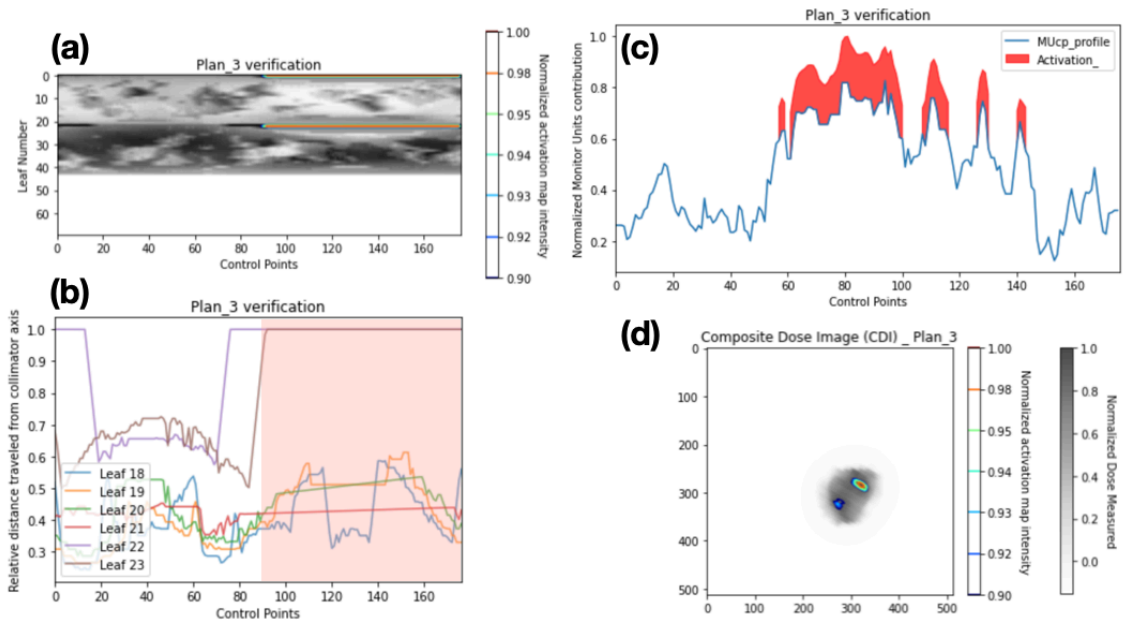 (a)
Plan_3 verification
Leaf Number
0
10
20
30
40
50
60
0 20 40 60 80 100 120 140 160
Control Points
1.00
0.98
0.95
0.94
0.93
0.92
0.90
Normalized activation map intensity
(b)
Plan_3 verification
Relative distance traveled from collimator axis
1.0
0.9
0.8
0.7
0.6
0.5
0.4
0.3
Leaf 18
Leaf 19
Leaf 20
Leaf 21
Leaf 22
Leaf 23
0 20 40 60 80 100 120 140 160
Control Points
(c)
Plan_3 verification
Normalized Monitor Units contribution
1.0
0.8
0.6
0.4
0.2
MUcp_profile
Activation_
0 20 40 60 80 100 120 140 160
Control Points
(d)
Composite Dose Image (CDI) _ Plan_3
0
100
200
300
400
500
0 100 200 300 400 500
1.00
0.98
0.95
0.94
0.93
0.92
0.90
Normalized activation map intensity
1.0
0.8
0.6
0.4
0.2
0.0
Normalized Dose Measured